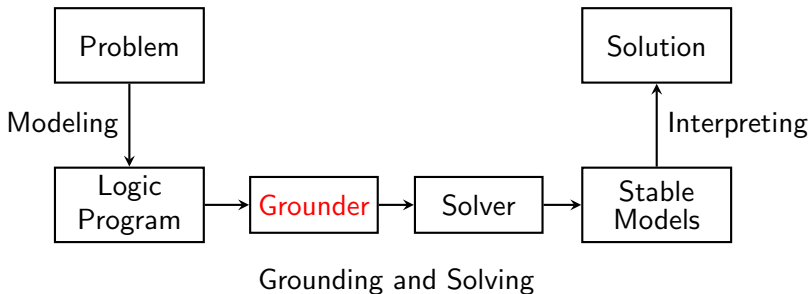 Problem
Solution
Modeling
Interpreting
Logic
Program
Grounder
Solver
Stable
Models
Grounding and Solving